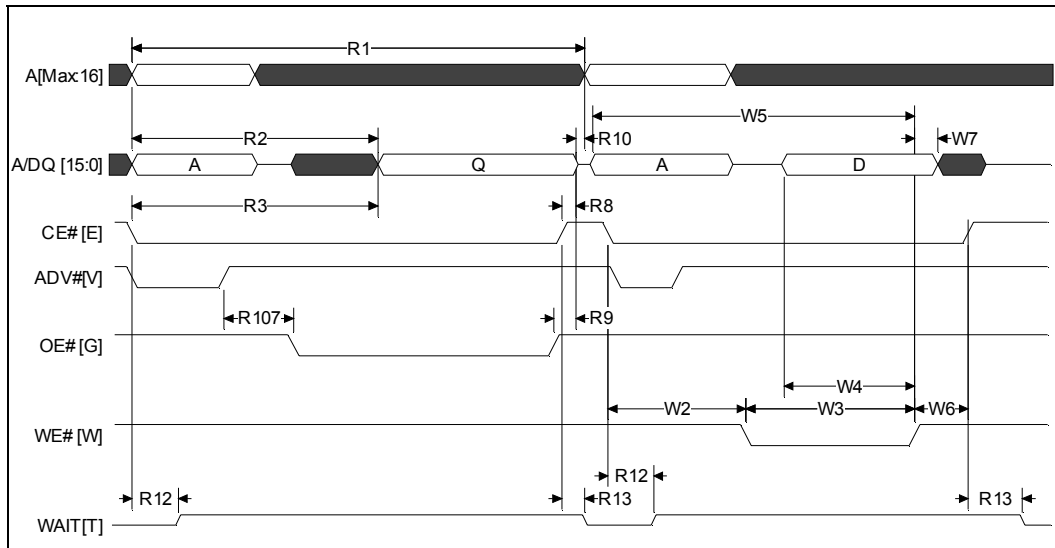 R1
A[Max:16]
W5
R2
R10
W7
A/DQ [15:0]
A
Q
A
D
R3
R8
CE# [E]
ADV#[V]
R107
R9
OE# [G]
W4
W2
W3
W6
WE# [W]
R12
R12
R13
R13
WAIT[T]